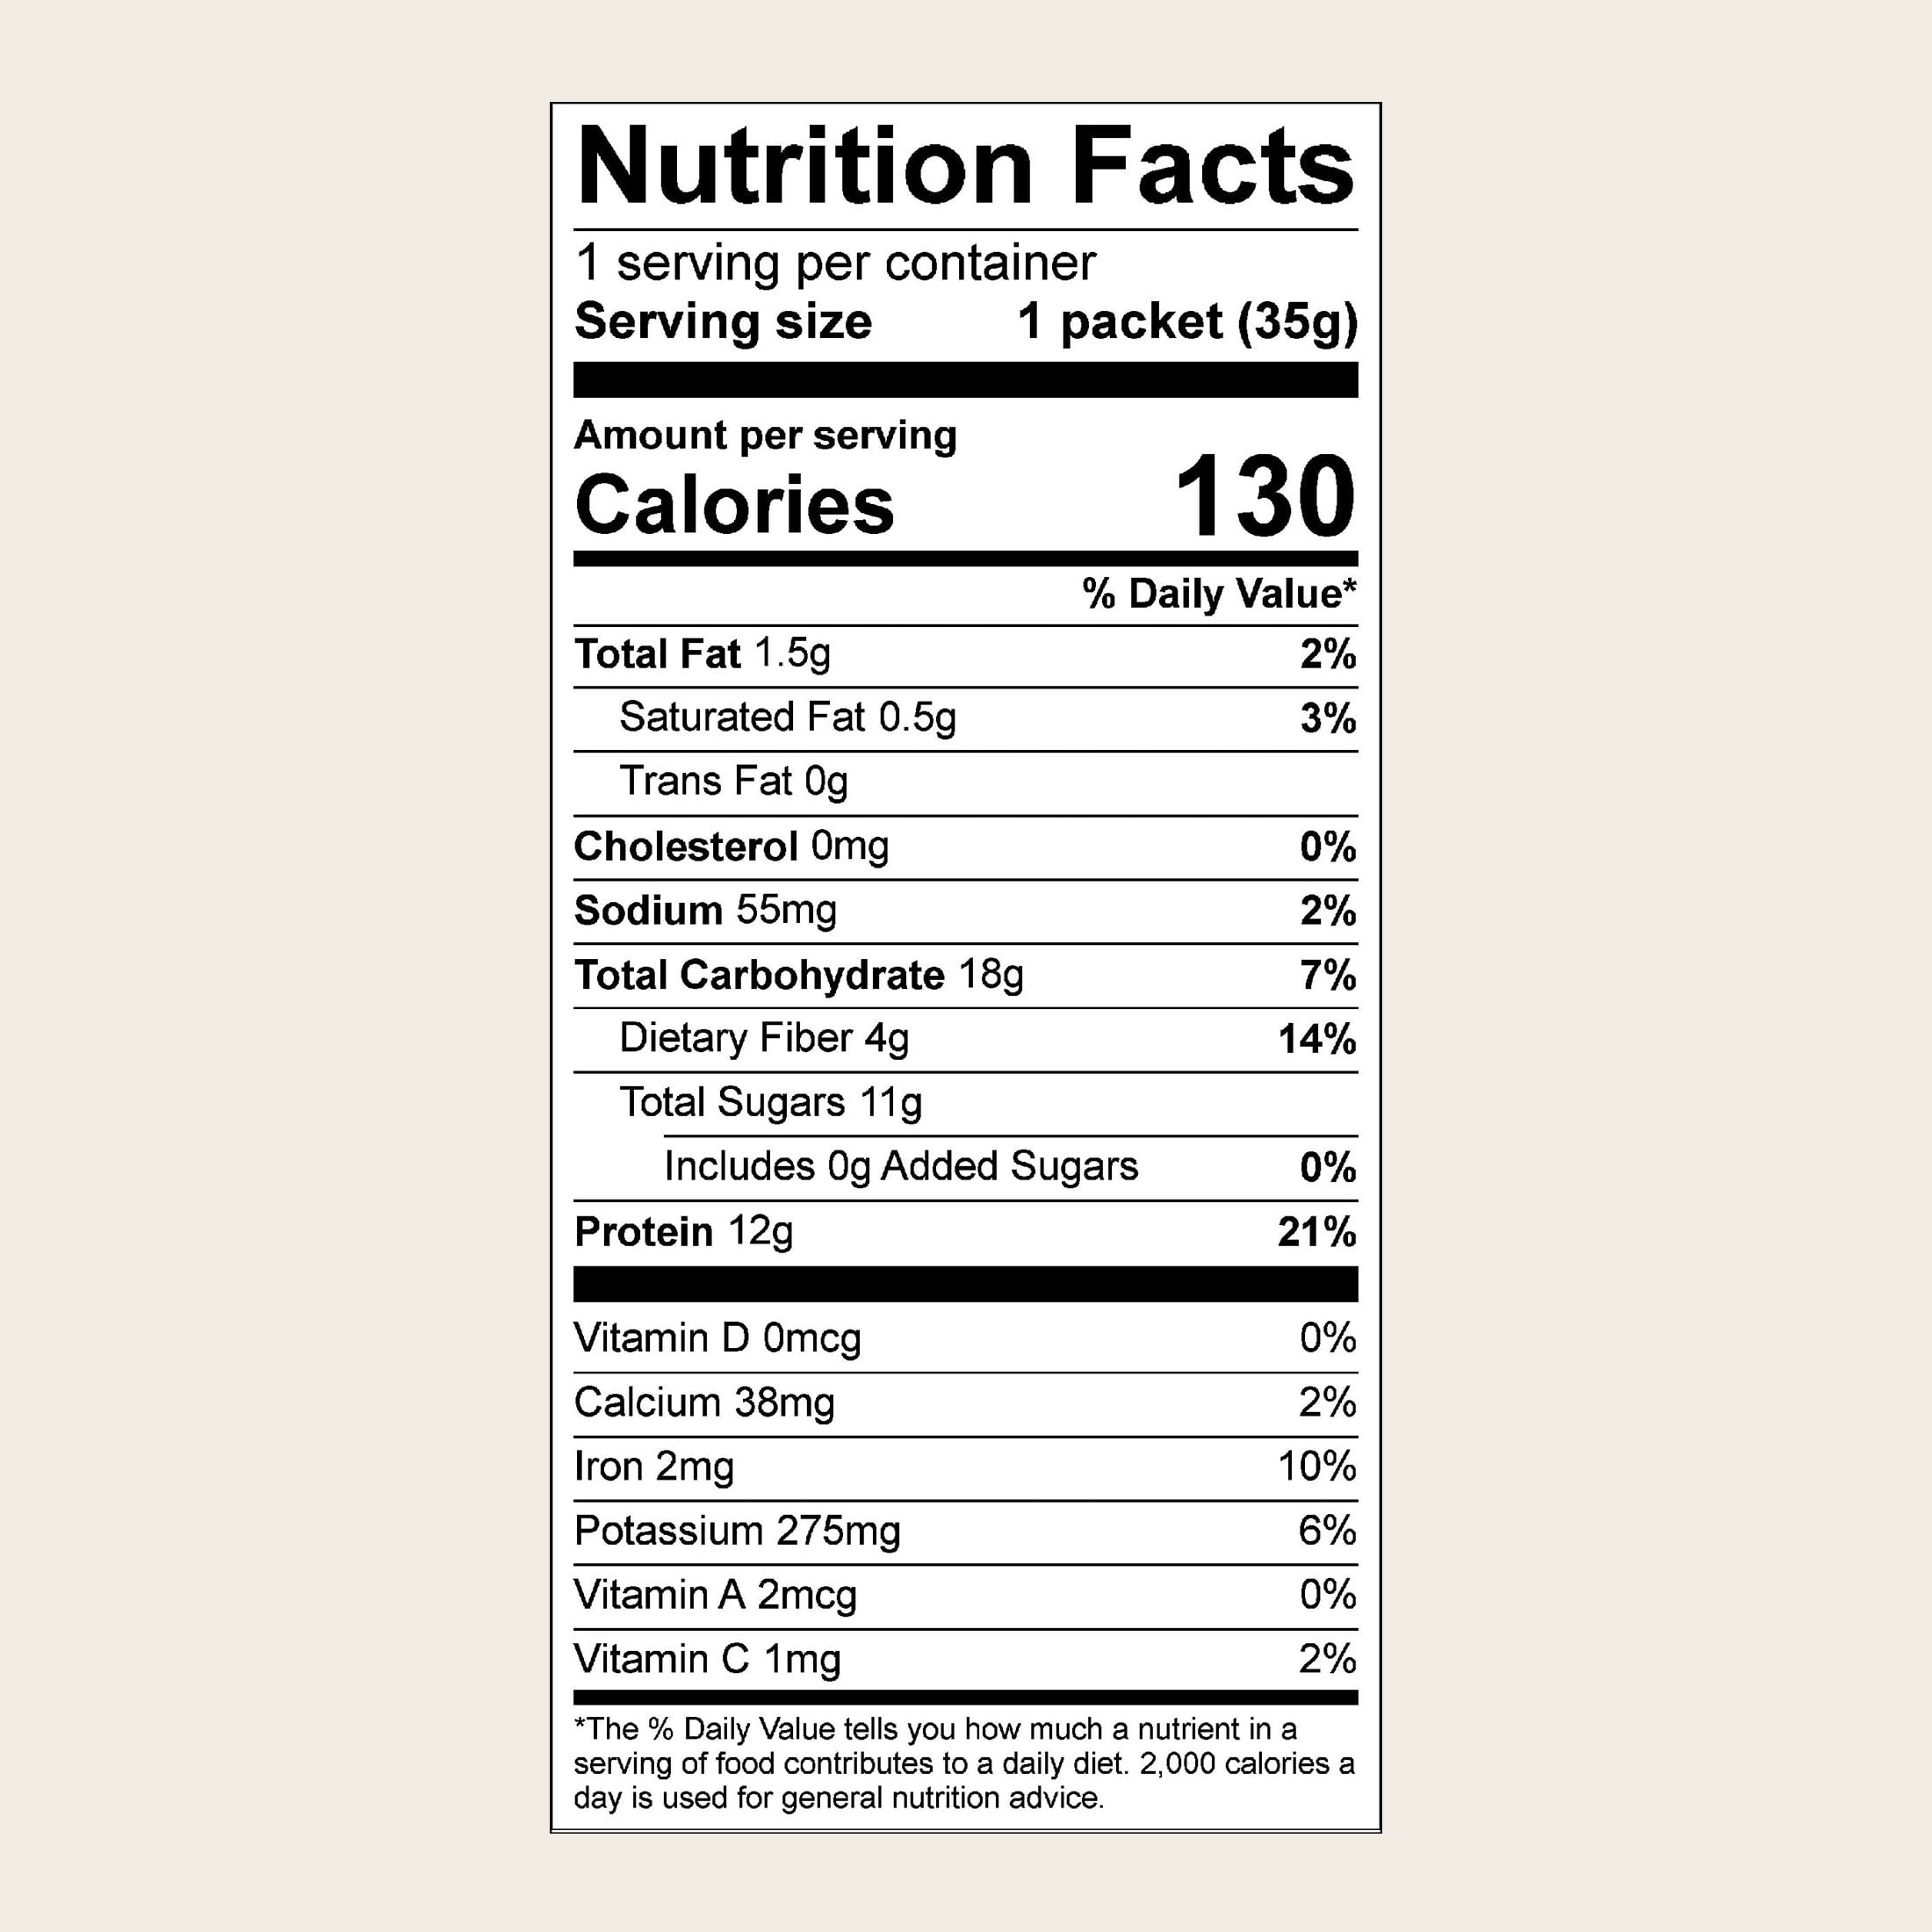 Nutrition Facts
1 serving per container
Serving size 1 packet (35g)
Amount per serving
Calories 130
% Daily Value*
Total Fat 1.5g 2%
Saturated Fat 0.5g 3%
Trans Fat 0g
Cholesterol 0mg 0%
Sodium 55mg 2%
Total Carbohydrate 18g 7%
Dietary Fiber 4g 14%
Total Sugars 11g
Includes 0g Added Sugars 0%
Protein 12g 21%
Vitamin D 0mcg 0%
Calcium 38mg 2%
Iron 2mg 10%
Potassium 275mg 6%
Vitamin A 2mcg 0%
Vitamin C 1mg 2%
*The % Daily Value tells you how much a nutrient in a
serving of food contributes to a daily diet. 2,000 calories a
day is used for general nutrition advice.